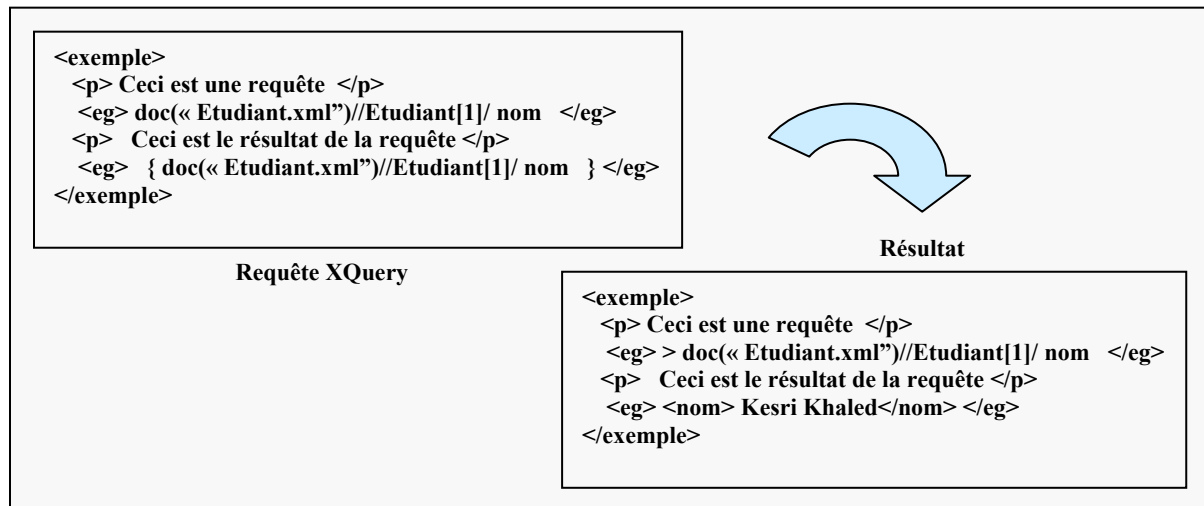 <exemple>
<p> Ceci est une requête </p>
<eg> doc(« Etudiant.xml”)//Etudiant[1]/ nom </eg>
<p> Ceci est le résultat de la requête </p>
<eg> { doc(« Etudiant.xml”)//Etudiant[1]/ nom } </eg>
</exemple>
Requête XQuery
Résultat
<exemple>
<p> Ceci est une requête </p>
<eg> > doc(« Etudiant.xml”)//Etudiant[1]/ nom </eg>
<p> Ceci est le résultat de la requête </p>
<eg> <nom> Kesri Khaled</nom> </eg>
</exemple>